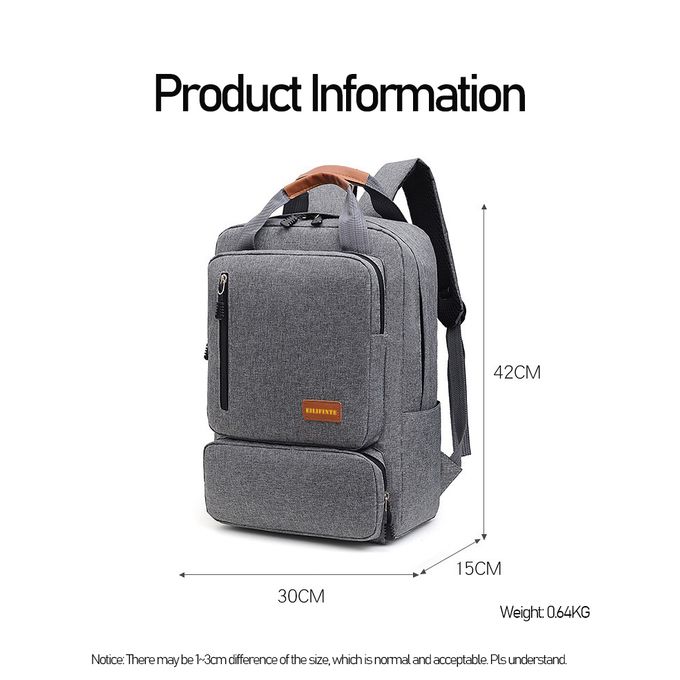 Product Information
EILIFINTE
42CM
15CM
30CM
Weight: 0.64KG
Notice: There may be 1~3cm difference of the size, which is normal and acceptable. Pls understand.